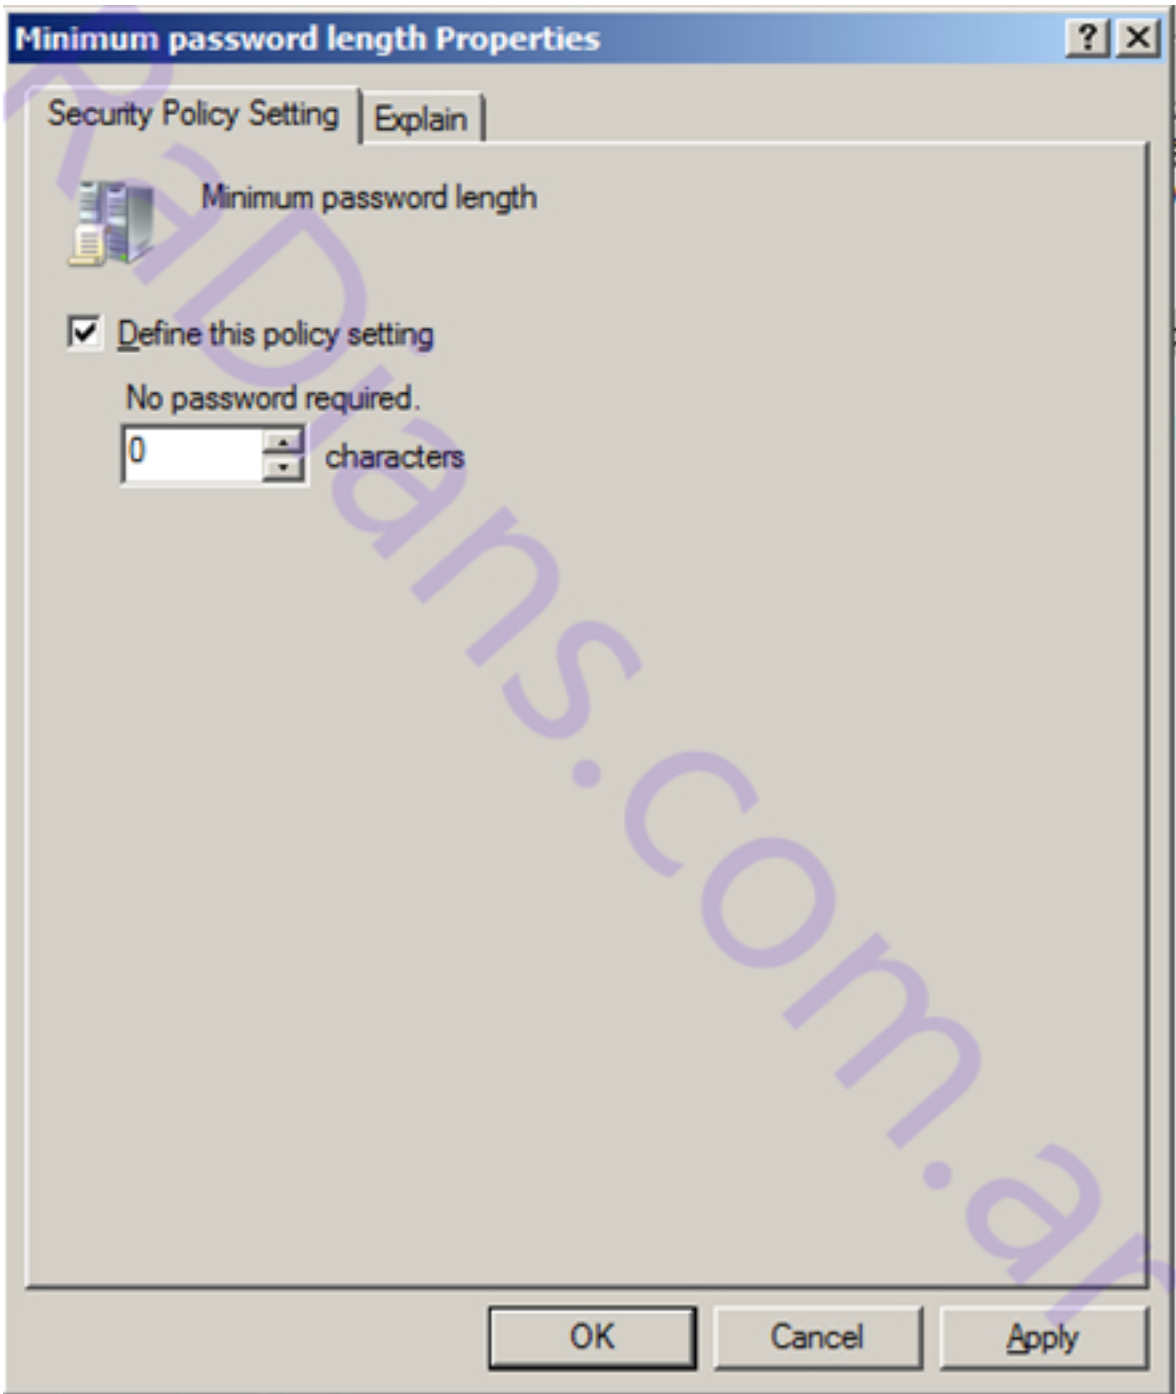 Minimum password length Properties
Security Policy Setting
Explain
Minimum password length
Define this policy setting
No password required.
0 characters
OK
Cancel
Apply
RaDians.com.ar